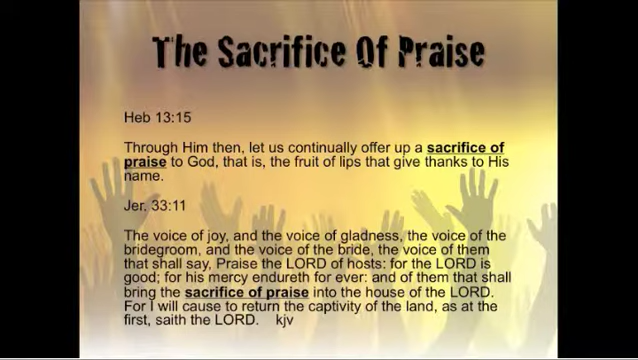 The Sacrifice Of Praise
Heb 13:15
Through Him then, let us continually offer up a sacrifice of
praise to God, that is, the fruit of lips that give thanks to His
name.
Jer. 33:11
The voice of joy, and the voice of gladness, the voice of the
bridegroom, and the voice of the bride, the voice of them
that shall say, Praise the LORD of hosts: for the LORD is
good; for his mercy endureth for ever: and of them that shall
bring the sacrifice of praise into the house of the LORD.
For I will cause to return the captivity of the land, as at the
first, saith the LORD. kjv